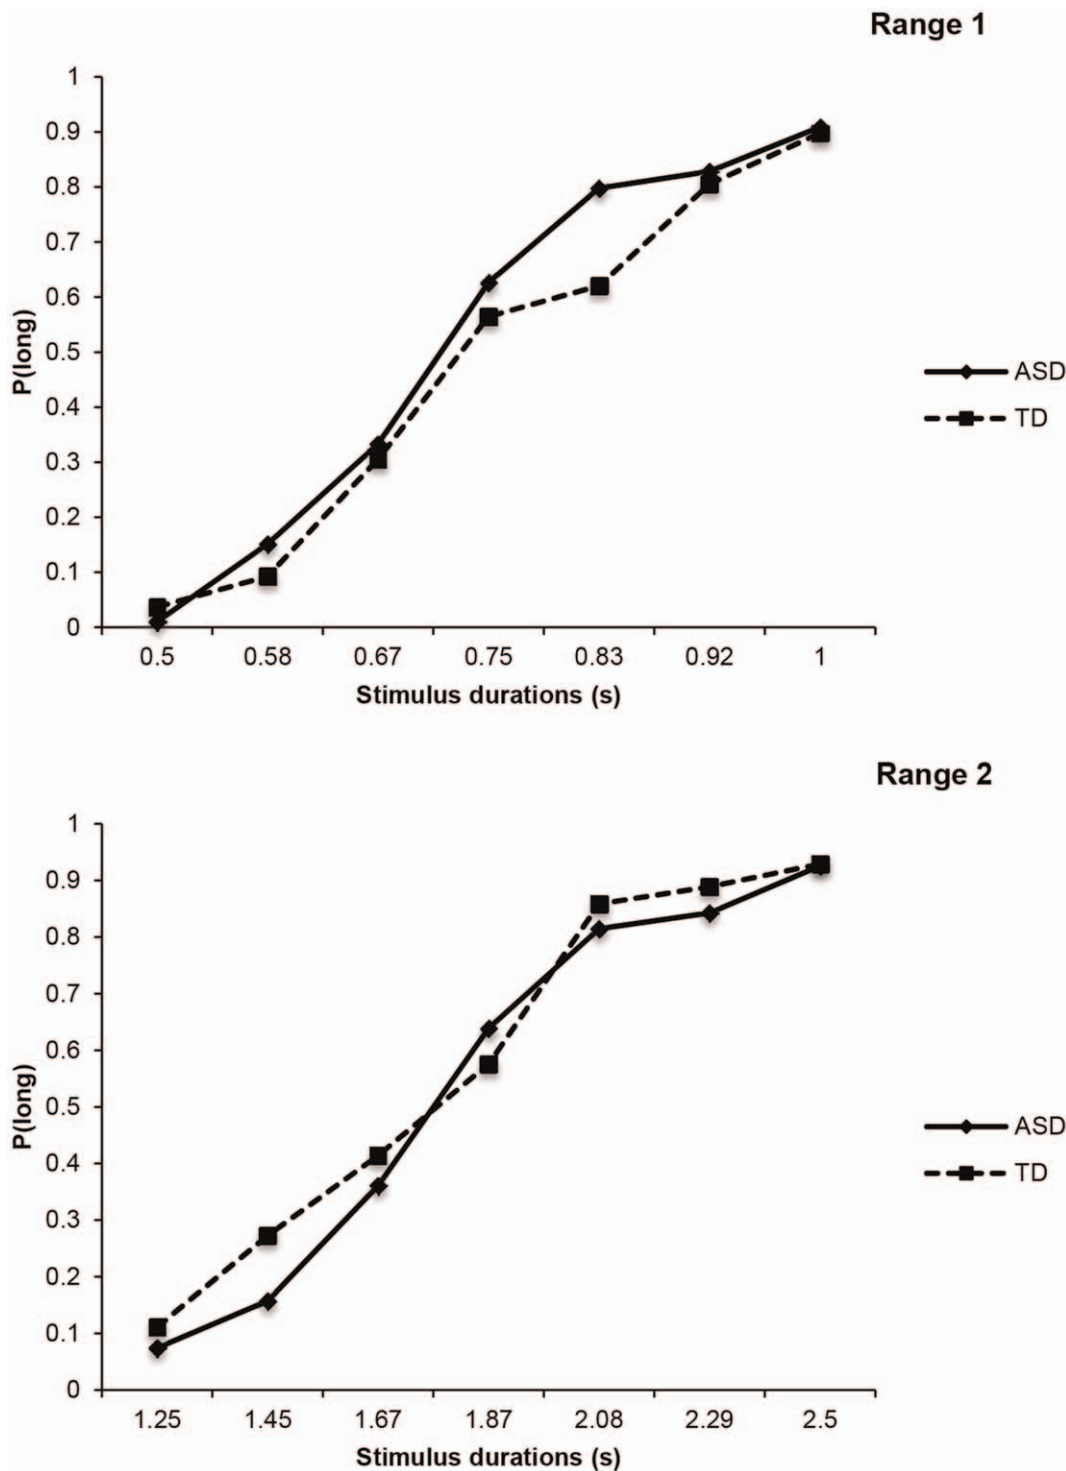 Range 1
1
0.9
0.8
0.7
0.6
0.5
0.4
0.3
0.2
0.1
0
P(long)
0.5 0.58 0.67 0.75 0.83 0.92 1
Stimulus durations (s)
ASD
TD
Range 2
1
0.9
0.8
0.7
0.6
0.5
0.4
0.3
0.2
0.1
0
P(long)
1.25 1.45 1.67 1.87 2.08 2.29 2.5
Stimulus durations (s)
ASD
TD